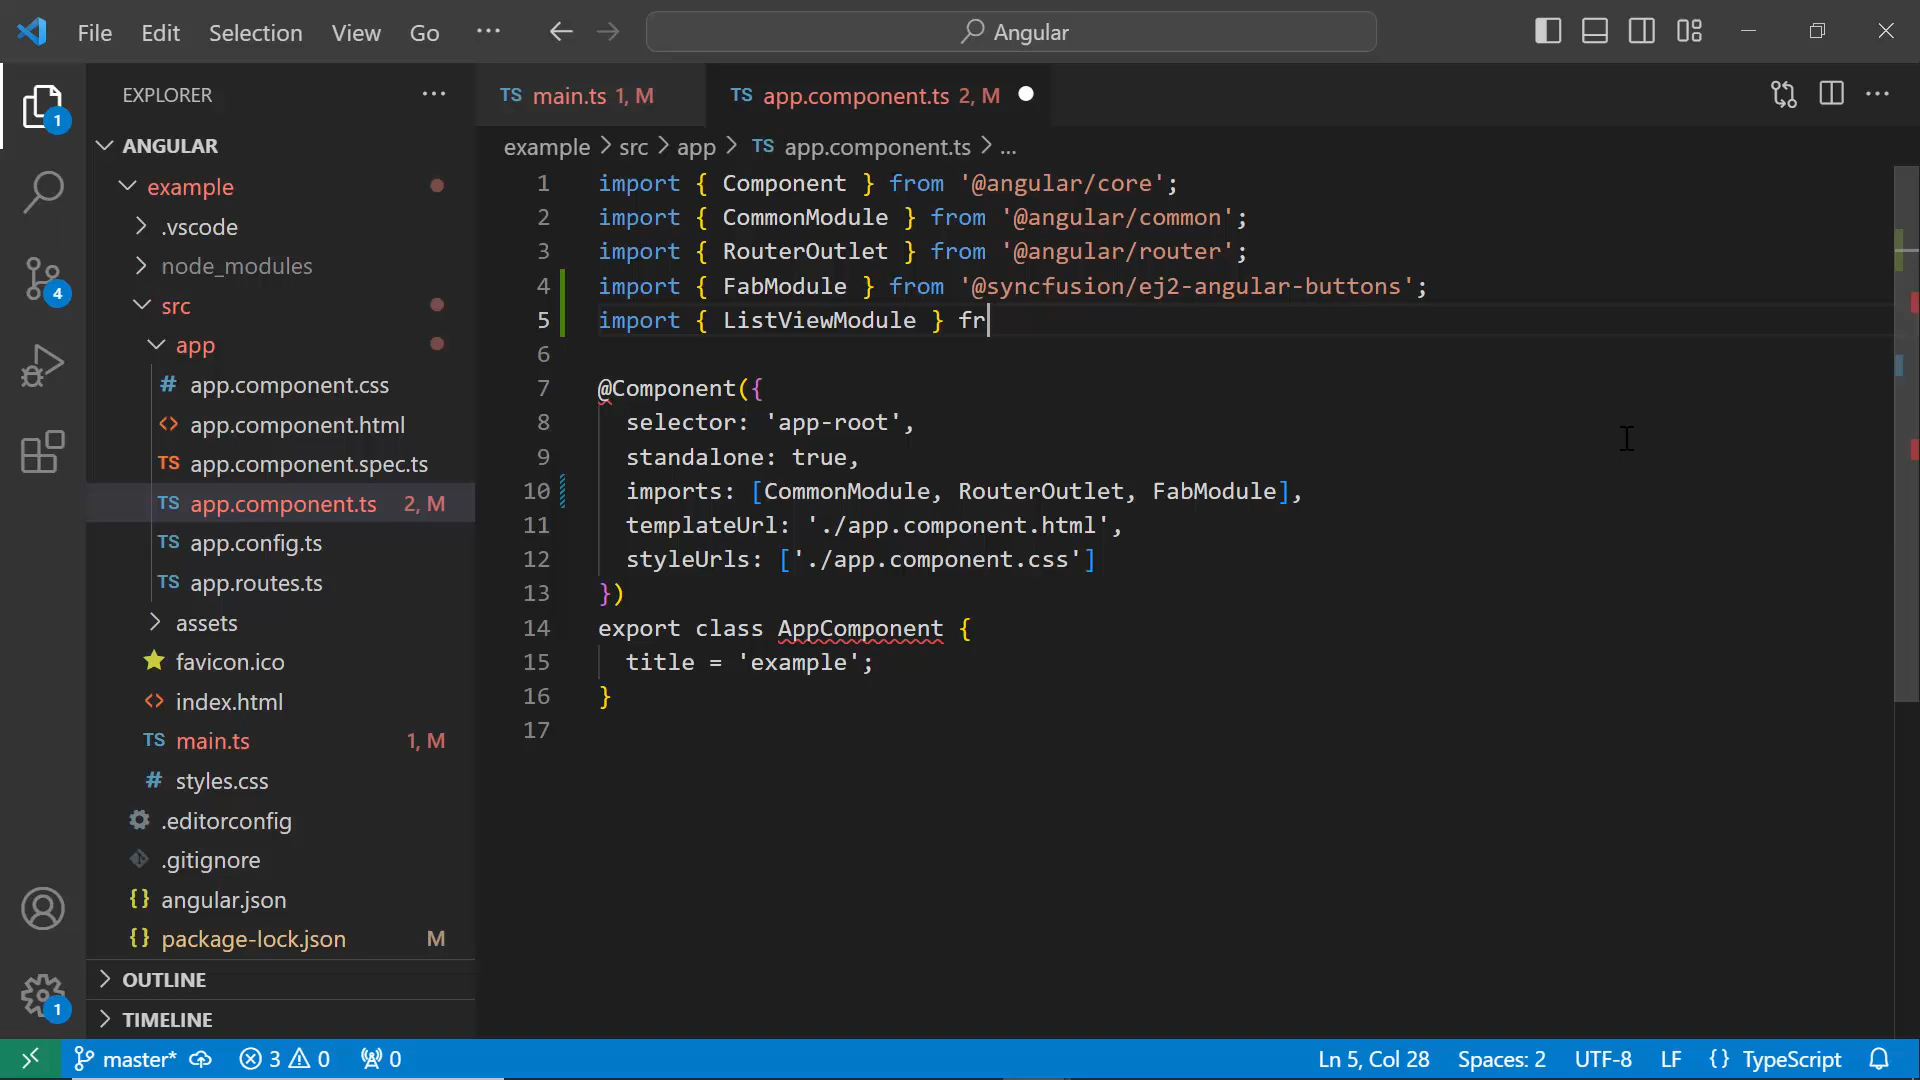 File Edit Selection View Go ··· Angular
EXPLORER ···
1
ANGULAR
example
.vscode
node_modules
4
src
app
# app.component.css
<> app.component.html
TS app.component.spec.ts
TS app.component.ts 2, M
TS app.config.ts
TS app.routes.ts
assets
favicon.ico
<> index.html
TS main.ts 1, M
# styles.css
.editorconfig
.gitignore
{} angular.json
{} package-lock.json M
OUTLINE
1
TIMELINE
TS main.ts 1, M TS app.component.ts 2, M
example > src > app > TS app.component.ts > ...
1 import { Component } from '@angular/core';
2 import { CommonModule } from '@angular/common';
3 import { RouterOutlet } from '@angular/router';
4 import { FabModule } from '@syncfusion/ej2-angular-buttons';
5 import { ListViewModule } fr
6
7 @Component({
8 selector: 'app-root',
9 standalone: true,
10 imports: [CommonModule, RouterOutlet, FabModule],
11 templateUrl: './app.component.html',
12 styleUrls: ['./app.component.css']
13 })
14 export class AppComponent {
15 title = 'example';
16 }
17
master* 3 0 0 Ln 5, Col 28 Spaces: 2 UTF-8 LF {} TypeScript